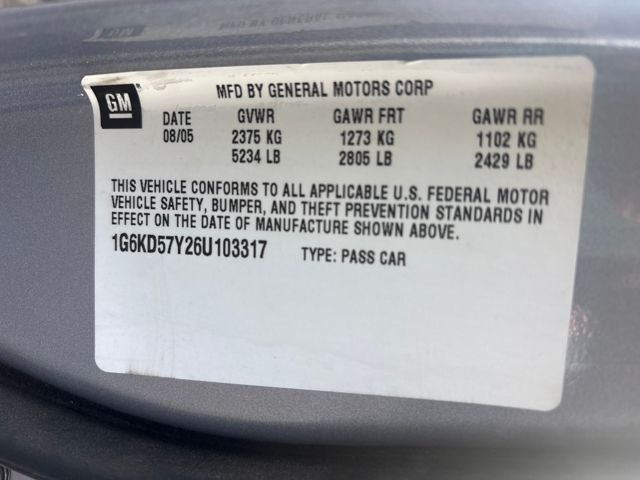 GM
MFD BY GENERAL MOTORS CORP
DATE GVWR GAWR FRT GAWR RR
08/05 2375 KG 1273 KG 1102 KG
5234 LB 2805 LB 2429 LB
THIS VEHICLE CONFORMS TO ALL APPLICABLE U.S. FEDERAL MOTOR
VEHICLE SAFETY, BUMPER, AND THEFT PREVENTION STANDARDS IN
EFFECT ON THE DATE OF MANUFACTURE SHOWN ABOVE.
1G6KD57Y26U103317 TYPE: PASS CAR